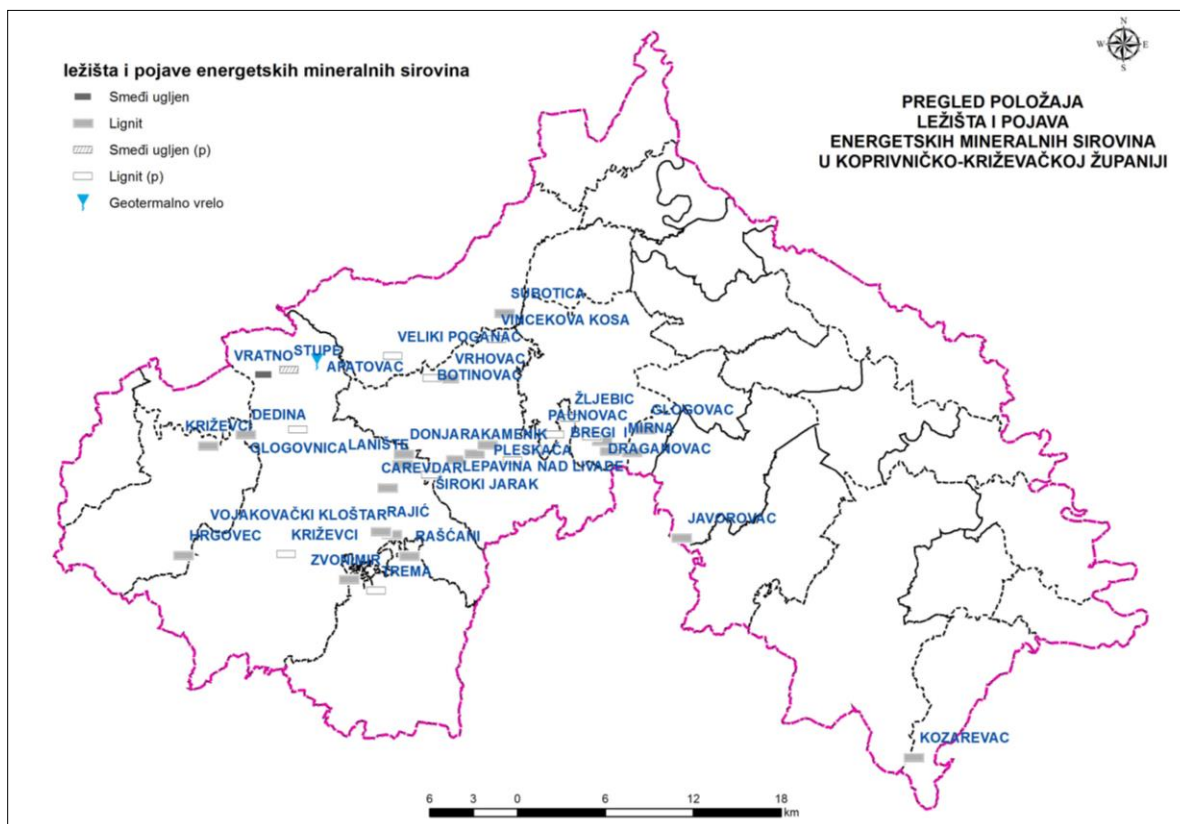 N
W E
S
ležišta i pojave energetskih mineralnih sirovina
Smeđi ugljen
Lignit
Smeđi ugljen (p)
Lignit (p)
Geotermalno vrelo
PREGLED POLOŽAJA
LEŽIŠTA I POJAVA
ENERGETSKIH MINERALNIH SIROVINA
U KOPRIVNIČKO-KRIŽEVAČKOJ ŽUPANIJI
SUBOTICA
VINCEKOVA KOSA
VELIKI POGANAC
VRATNO
STUPE
APATOVAC
VRHOVAC
BOTINOVAC
ŽLJEBIC
DEDINA
PAUNOVAC
GLOGOVAC
KRIŽEVCI
GLOGOVNICA
LANIŠTE
DONJARAKAMENIK
BREGI I
MIRNA
PLESKAČA
DRAGANOVAC
CAREVDAR
LEPAVINA NAD LIVADE
ŠIROKI JARAK
VOJAKOVAČKI KLOŠTAR
RAJIĆ
JAVOROVAC
HRGOVEC
KRIŽEVCI
RAŠĆANI
ZVONIMIR
TREMA
KOZAREVAC
6 3 0 6 12 18
km